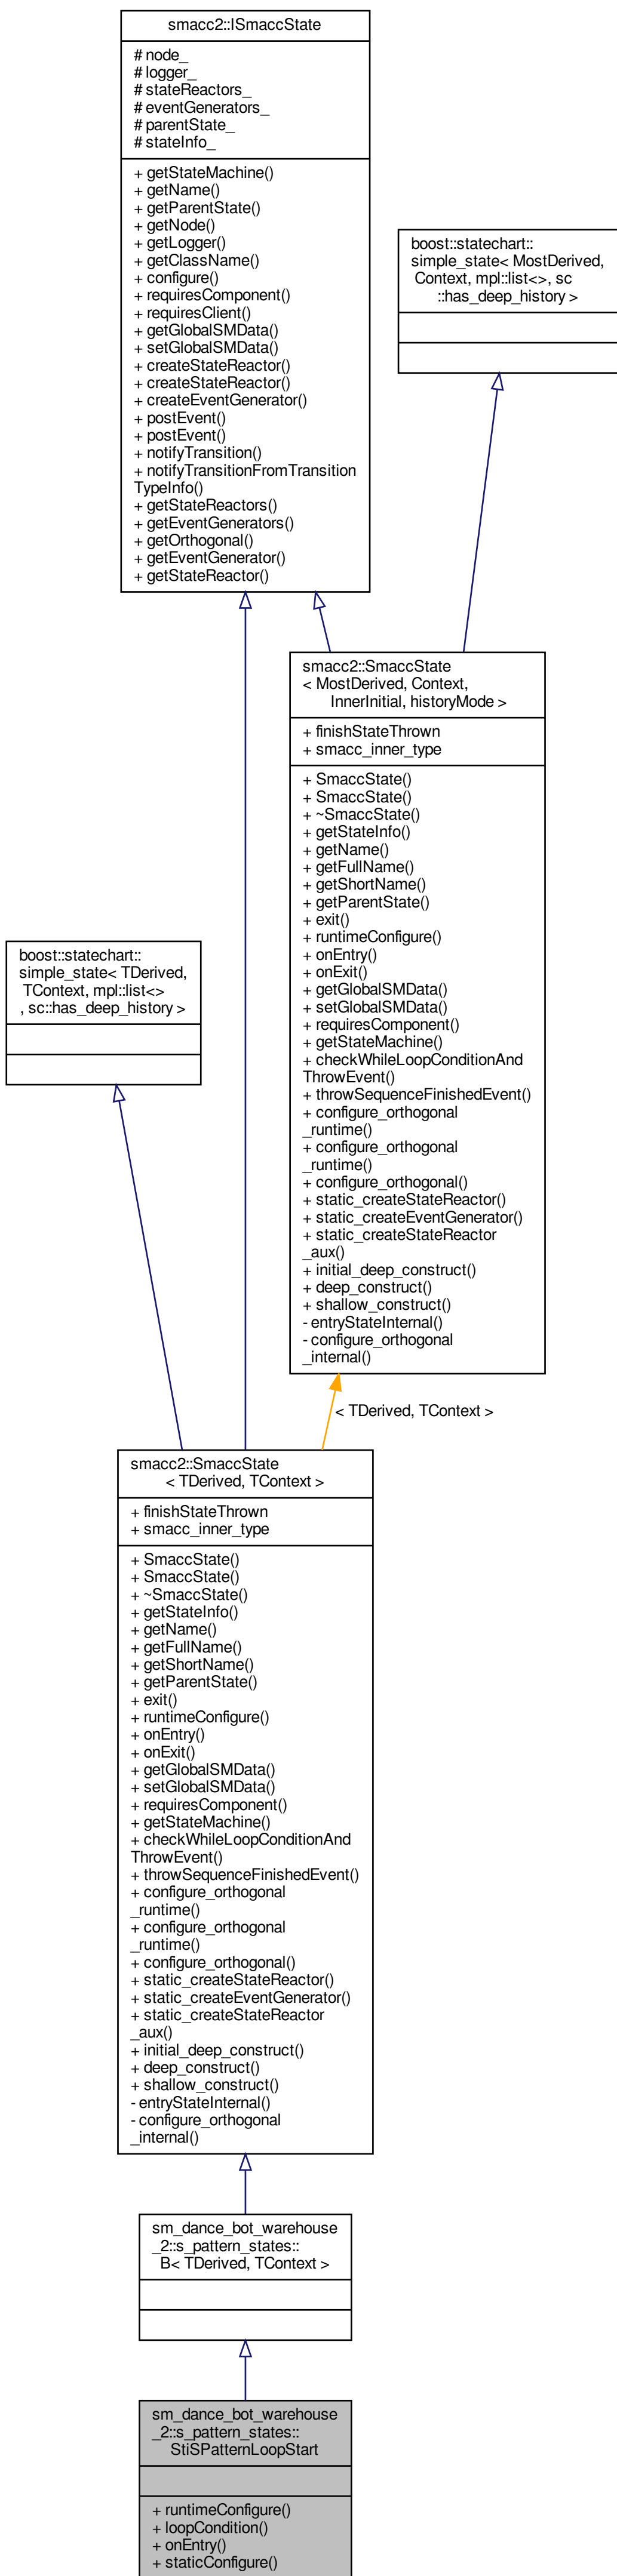 smacc2::ISmaccState
# node_
# logger_
# stateReactors_
# eventGenerators_
# parentState_
# stateInfo_
+ getStateMachine()
+ getName()
+ getParentState()
+ getNode()
+ getLogger()
+ getClassName()
+ configure()
+ requiresComponent()
+ requiresClient()
+ getGlobalSMData()
+ setGlobalSMData()
+ createStateReactor()
+ createStateReactor()
+ createEventGenerator()
+ postEvent()
+ postEvent()
+ notifyTransition()
+ notifyTransitionFromTransition
TypeInfo()
+ getStateReactors()
+ getEventGenerators()
+ getOrthogonal()
+ getEventGenerator()
+ getStateReactor()
boost::statechart::
simple_state< MostDerived,
Context, mpl::list<>, sc
::has_deep_history >
smacc2::SmaccState
< MostDerived, Context,
InnerInitial, historyMode >
+ finishStateThrown
+ smacc_inner_type
+ SmaccState()
+ SmaccState()
+ ~SmaccState()
+ getStateInfo()
+ getName()
+ getFullName()
+ getShortName()
+ getParentState()
+ exit()
+ runtimeConfigure()
+ onEntry()
+ onExit()
+ getGlobalSMData()
+ setGlobalSMData()
+ requiresComponent()
+ getStateMachine()
+ checkWhileLoopConditionAnd
ThrowEvent()
+ throwSequenceFinishedEvent()
+ configure_orthogonal
_runtime()
+ configure_orthogonal
_runtime()
+ configure_orthogonal()
+ static_createStateReactor()
+ static_createEventGenerator()
+ static_createStateReactor
_aux()
+ initial_deep_construct()
+ deep_construct()
+ shallow_construct()
- entryStateInternal()
- configure_orthogonal
_internal()
boost::statechart::
simple_state< TDerived,
TContext, mpl::list<>
, sc::has_deep_history >
< TDerived, TContext >
smacc2::SmaccState
< TDerived, TContext >
+ finishStateThrown
+ smacc_inner_type
+ SmaccState()
+ SmaccState()
+ ~SmaccState()
+ getStateInfo()
+ getName()
+ getFullName()
+ getShortName()
+ getParentState()
+ exit()
+ runtimeConfigure()
+ onEntry()
+ onExit()
+ getGlobalSMData()
+ setGlobalSMData()
+ requiresComponent()
+ getStateMachine()
+ checkWhileLoopConditionAnd
ThrowEvent()
+ throwSequenceFinishedEvent()
+ configure_orthogonal
_runtime()
+ configure_orthogonal
_runtime()
+ configure_orthogonal()
+ static_createStateReactor()
+ static_createEventGenerator()
+ static_createStateReactor
_aux()
+ initial_deep_construct()
+ deep_construct()
+ shallow_construct()
- entryStateInternal()
- configure_orthogonal
_internal()
sm_dance_bot_warehouse
_2::s_pattern_states::
B< TDerived, TContext >
sm_dance_bot_warehouse
_2::s_pattern_states::
StiSPatternLoopStart
+ runtimeConfigure()
+ loopCondition()
+ onEntry()
+ staticConfigure()